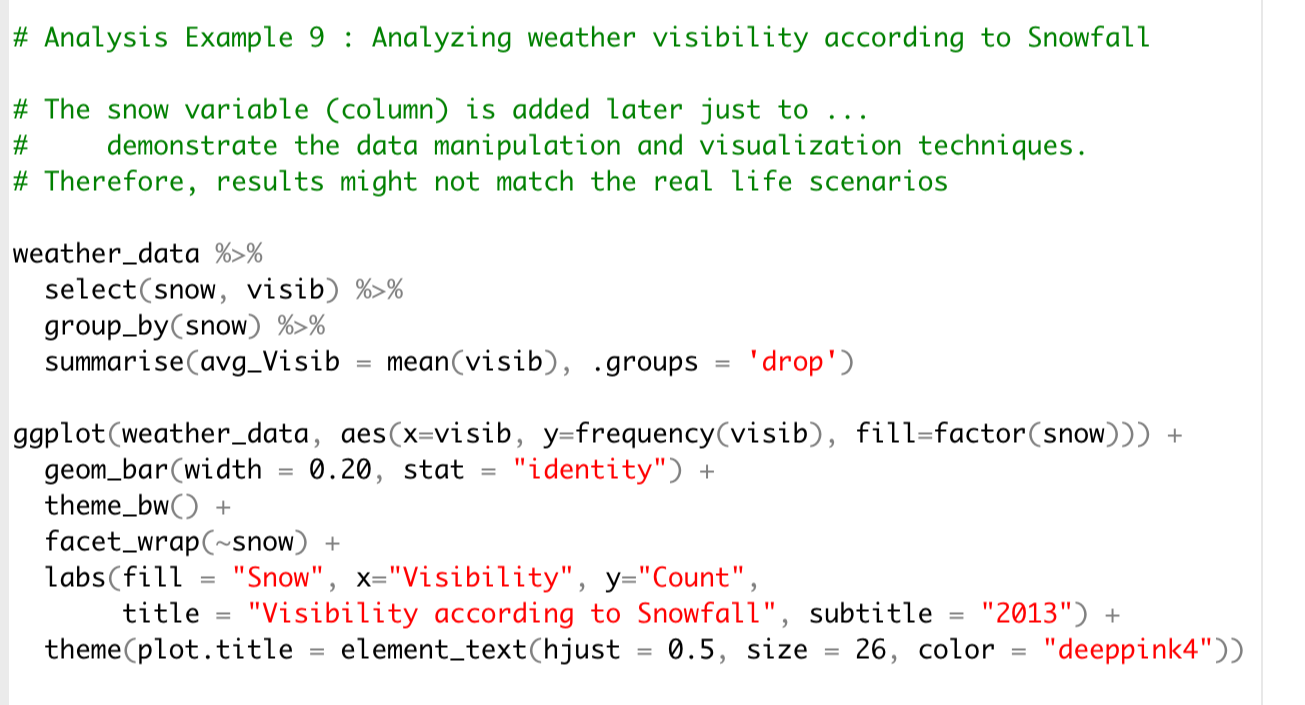 # Analysis Example 9 : Analyzing weather visibility according to Snowfall
# The snow variable (column) is added later just to ...
#     demonstrate the data manipulation and visualization techniques.
# Therefore, results might not match the real life scenarios
weather_data %>%
  select(snow, visib) %>%
  group_by(snow) %>%
  summarise(avg_Visib = mean(visib), .groups = 'drop')
ggplot(weather_data, aes(x=visib, y=frequency(visib), fill=factor(snow))) +
  geom_bar(width = 0.20, stat = "identity") +
  theme_bw() +
  facet_wrap(~snow) +
  labs(fill = "Snow", x="Visibility", y="Count",
       title = "Visibility according to Snowfall", subtitle = "2013") +
  theme(plot.title = element_text(hjust = 0.5, size = 26, color = "deeppink4"))